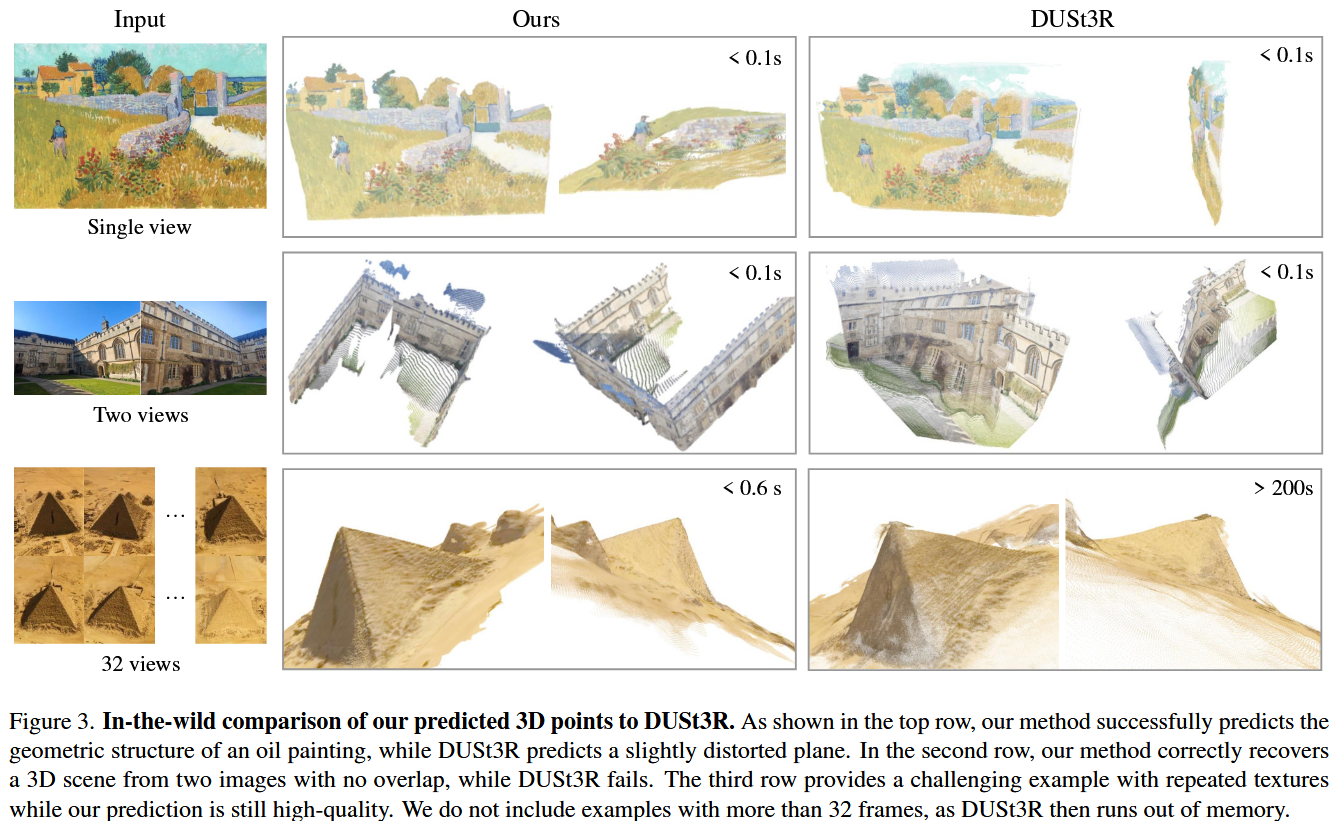 Input
Ours
DUSt3R
< 0.1s
< 0.1s
Single view
< 0.1s
< 0.1s
Two views
< 0.6 s
> 200s
...
...
32 views
Figure 3. In-the-wild comparison of our predicted 3D points to DUSt3R. As shown in the top row, our method successfully predicts the
geometric structure of an oil painting, while DUSt3R predicts a slightly distorted plane. In the second row, our method correctly recovers
a 3D scene from two images with no overlap, while DUSt3R fails. The third row provides a challenging example with repeated textures
while our prediction is still high-quality. We do not include examples with more than 32 frames, as DUSt3R then runs out of memory.